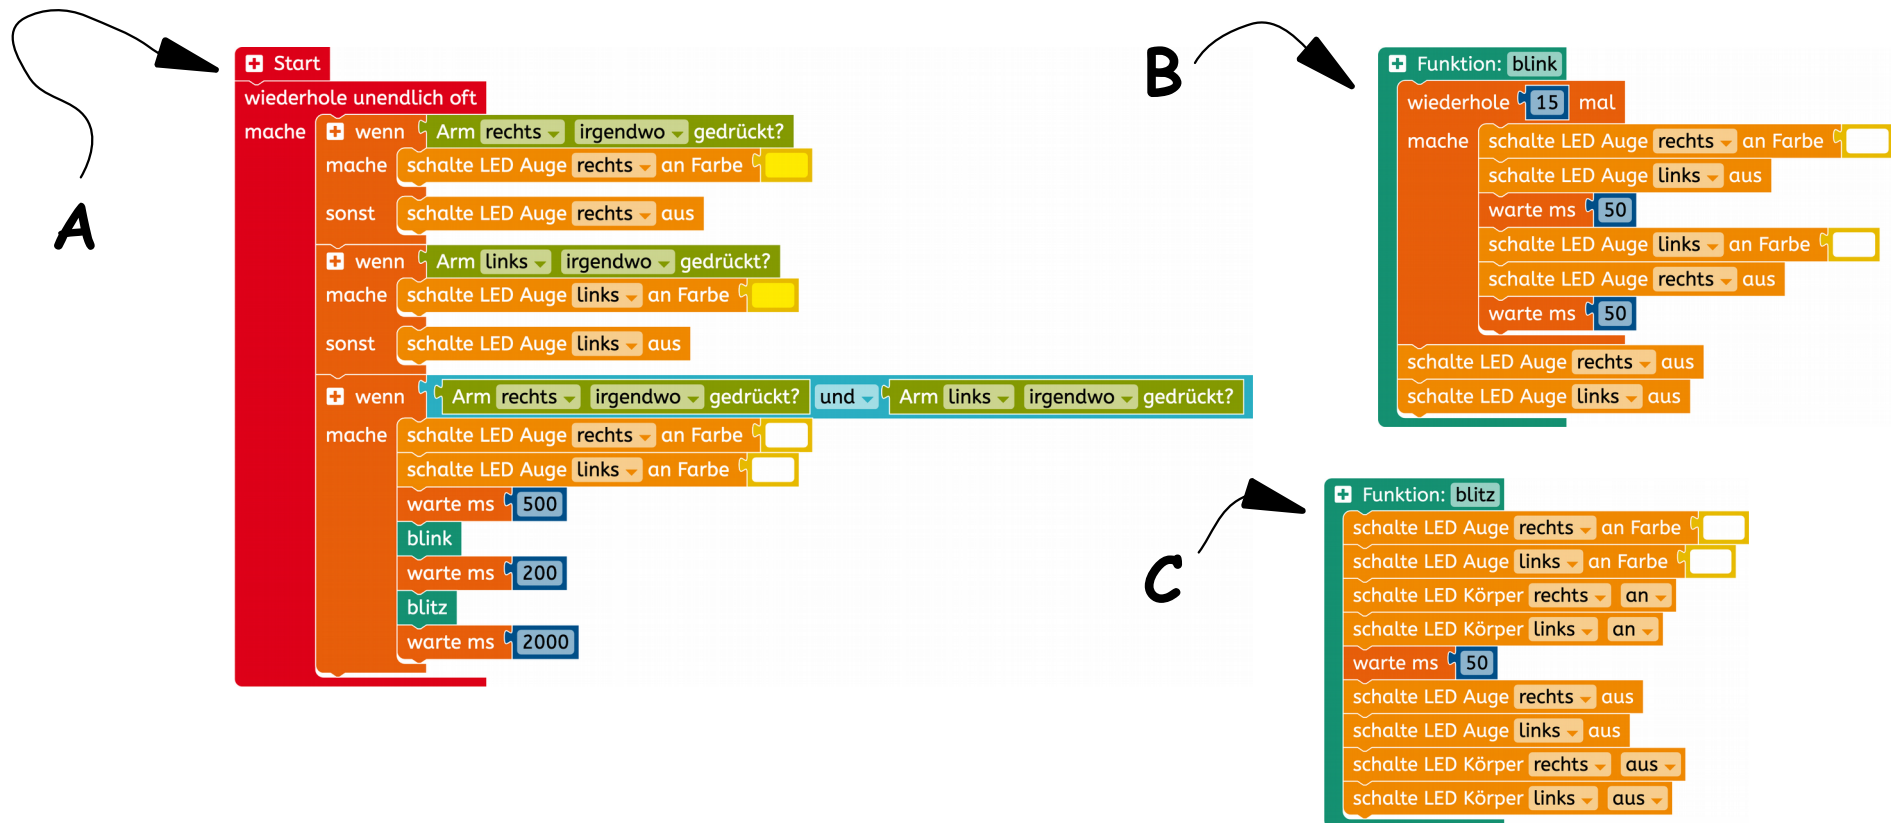 A
Start
wiederhole unendlich oft
mache wenn Arm rechts irgendwo gedrückt?
mache schalte LED Auge rechts an Farbe
sonst schalte LED Auge rechts aus
wenn Arm links irgendwo gedrückt?
mache schalte LED Auge links an Farbe
sonst schalte LED Auge links aus
wenn Arm rechts irgendwo gedrückt? und Arm links irgendwo gedrückt?
mache schalte LED Auge rechts an Farbe
schalte LED Auge links an Farbe
warte ms 500
blink
warte ms 200
blitz
warte ms 2000
B
Funktion: blink
wiederhole 15 mal
mache schalte LED Auge rechts an Farbe
schalte LED Auge links aus
warte ms 50
schalte LED Auge links an Farbe
schalte LED Auge rechts aus
warte ms 50
schalte LED Auge rechts aus
schalte LED Auge links aus
C
Funktion: blitz
schalte LED Auge rechts an Farbe
schalte LED Auge links an Farbe
schalte LED Körper rechts an
schalte LED Körper links an
warte ms 50
schalte LED Auge rechts aus
schalte LED Auge links aus
schalte LED Körper rechts aus
schalte LED Körper links aus